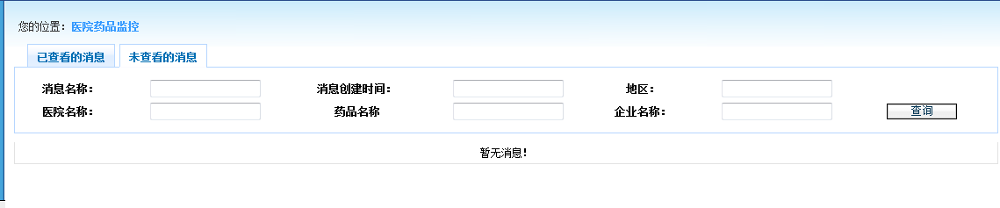 您的位置：医院药品监控
已查看的消息 未查看的消息
消息名称： 消息创建时间： 地区：
医院名称： 药品名称 企业名称： 查询
暂无消息！